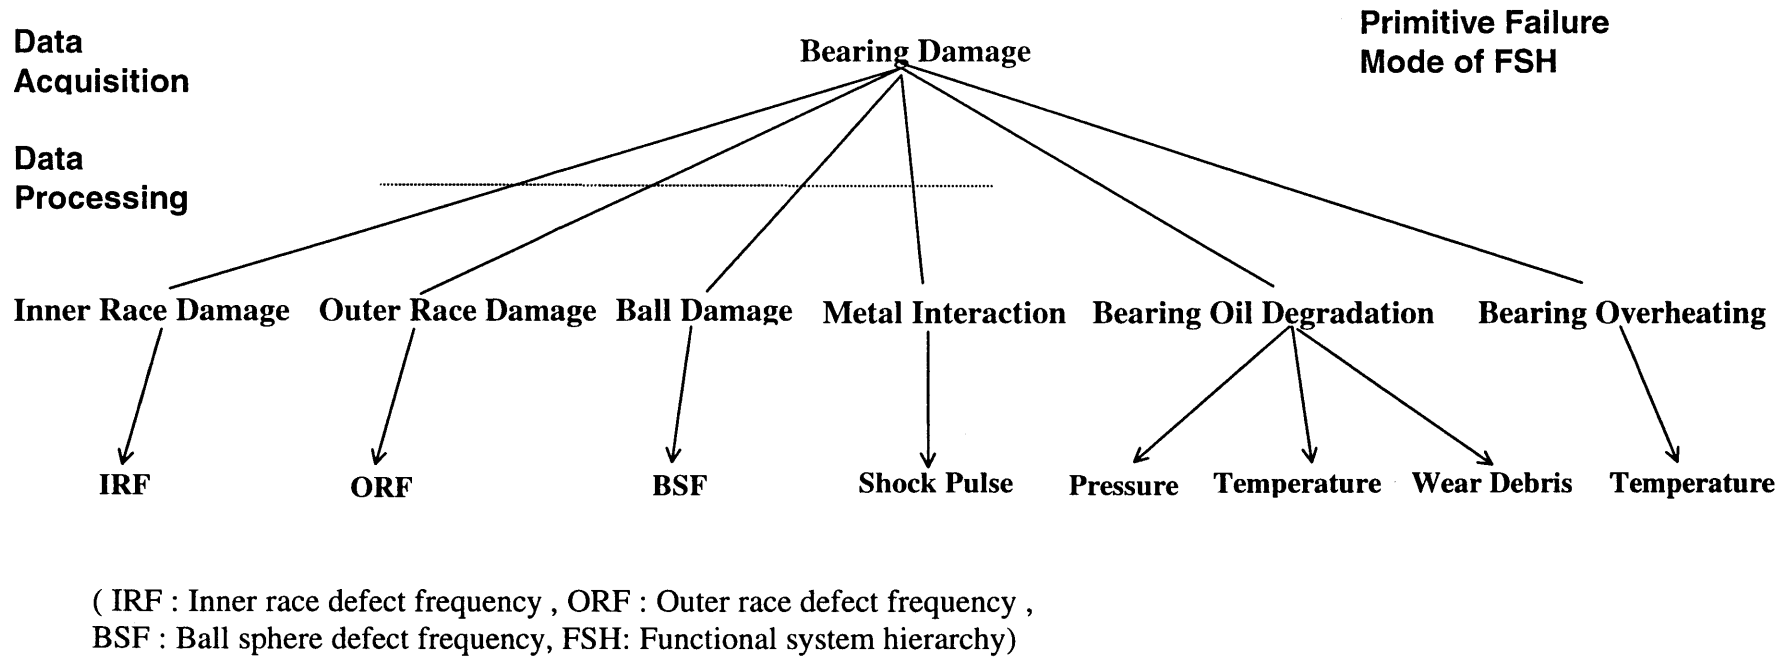 Data
Acquisition
Bearing Damage
Primitive Failure
Mode of FSH
Data
Processing
Inner Race Damage
Outer Race Damage
Ball Damage
Metal Interaction
Bearing Oil Degradation
Bearing Overheating
IRF
ORF
BSF
Shock Pulse
Pressure
Temperature
Wear Debris
Temperature
( IRF : Inner race defect frequency , ORF : Outer race defect frequency ,
BSF : Ball sphere defect frequency, FSH: Functional system hierarchy)